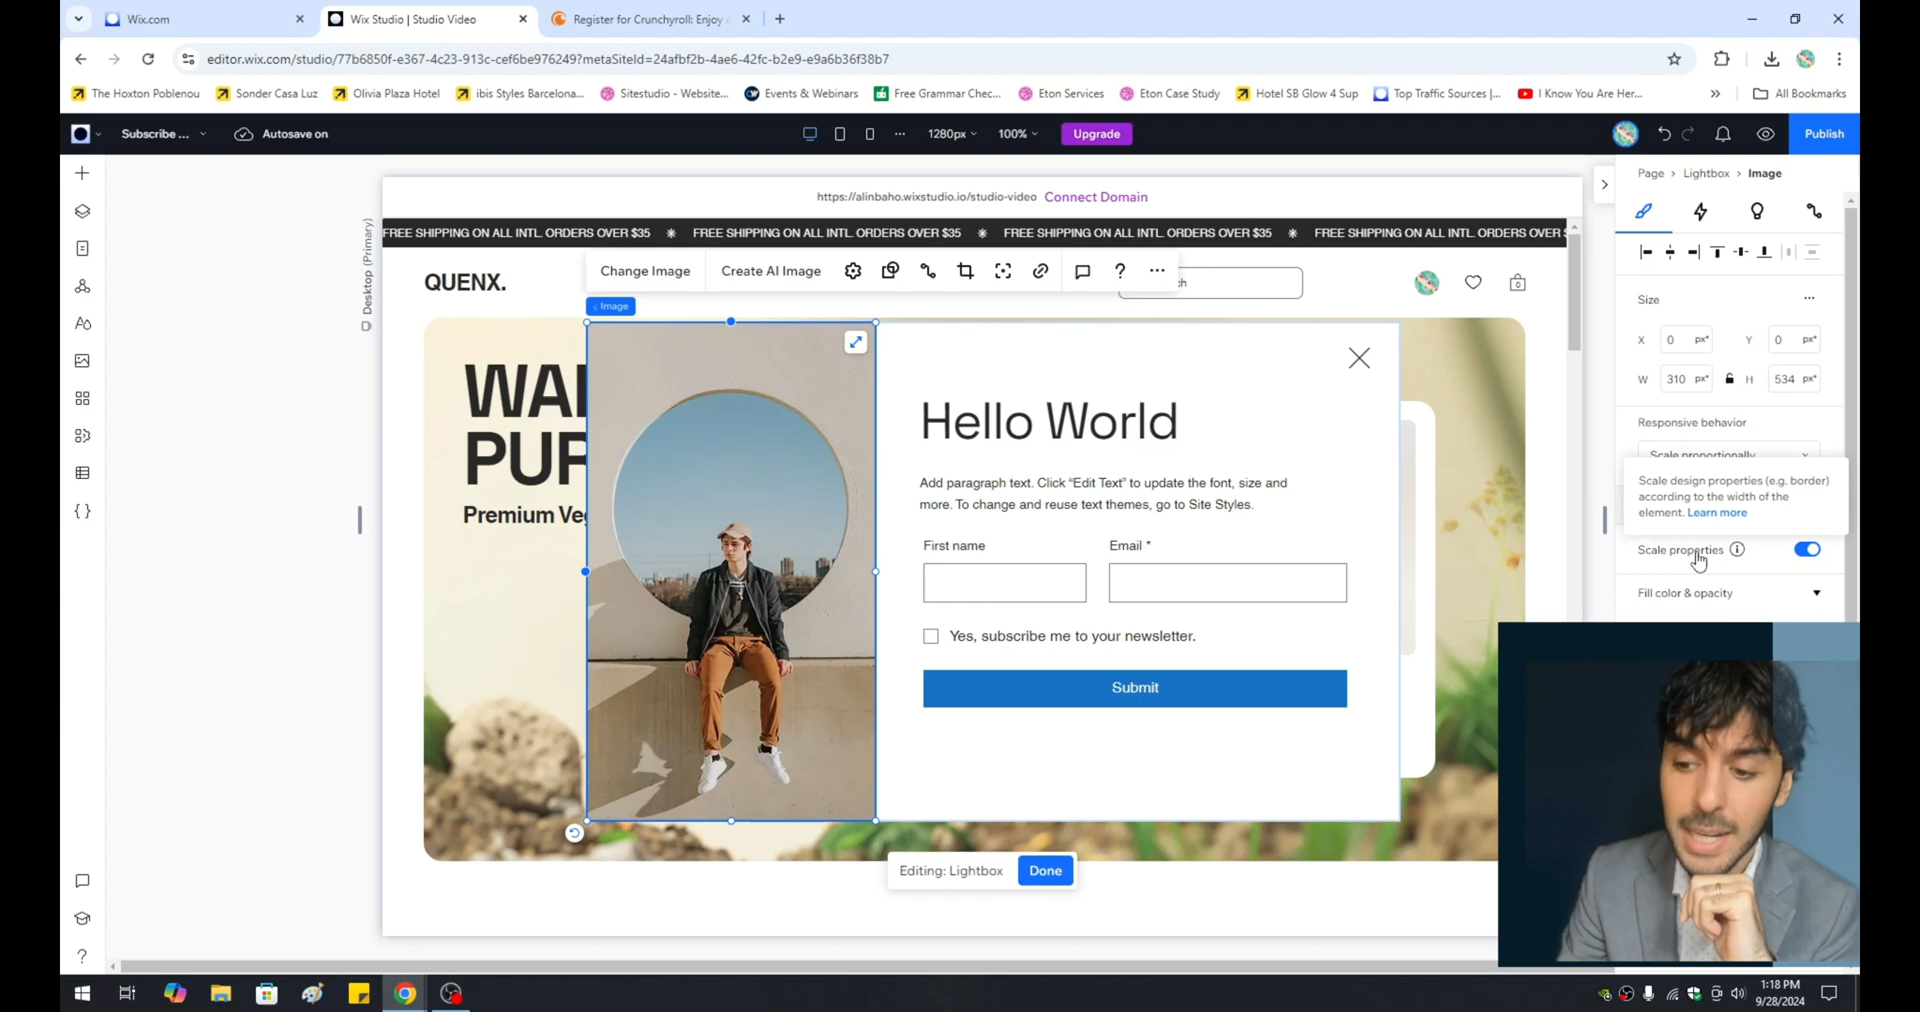 Wix.com
Wix Studio | Studio Video
Register for Crunchyroll: Enjoy A
editor.wix.com/studio/77b6850f-e367-4c23-913c-cef6be976249?metaSiteId=24afbf2b-4ae6-42fc-b2e9-e9a6b36f38b7
The Hoxton Poblenou
Sonder Casa Luz
Olivia Plaza Hotel
ibis Styles Barcelona...
Sitestudio - Website...
Events & Webinars
Free Grammar Chec...
Eton Services
Eton Case Study
Hotel SB Glow 4 Sup
Top Traffic Sources |...
I Know You Are Her...
All Bookmarks
Subscribe ...
Autosave on
1280px
100%
Upgrade
Publish
https://alinbaho.wixstudio.io/studio-video Connect Domain
Page > Lightbox > Image
Desktop (Primary)
FREE SHIPPING ON ALL INTL. ORDERS OVER $35 FREE SHIPPING ON ALL INTL. ORDERS OVER $35 FREE SHIPPING ON ALL INTL. ORDERS OVER $35 FREE SHIPPING ON ALL INTL. ORDERS OVER $
QUENX.
Change Image
Create AI Image
ch
0
Image
Size
X 0 px* Y 0 px*
W 310 px* H 534 px*
Responsive behavior
Scale proportionally
Scale design properties (e.g. border)
according to the width of the
element. Learn more
Scale properties
Fill color & opacity
WAI
PUR
Premium Ve
Hello World
Add paragraph text. Click “Edit Text” to update the font, size and
more. To change and reuse text themes, go to Site Styles.
First name
Email *
Yes, subscribe me to your newsletter.
Submit
Editing: Lightbox
Done
1:18 PM
9/28/2024